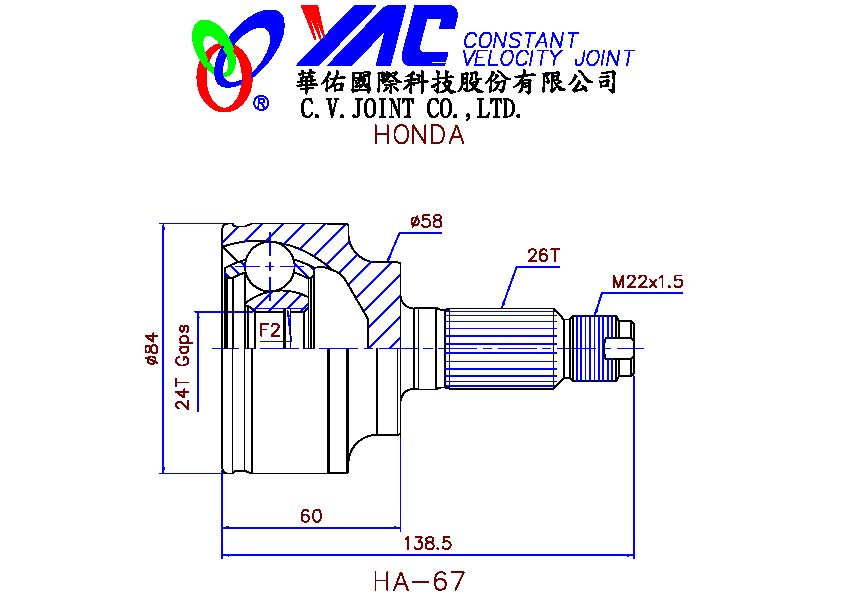 YAC CONSTANT
VELOCITY JOINT
華佑國際科技股份有限公司
®
C.V.JOINT CO.,LTD.
HONDA
ø58
26T
M22x1.5
ø84
24T Gaps
F2
60
138.5
HA-67